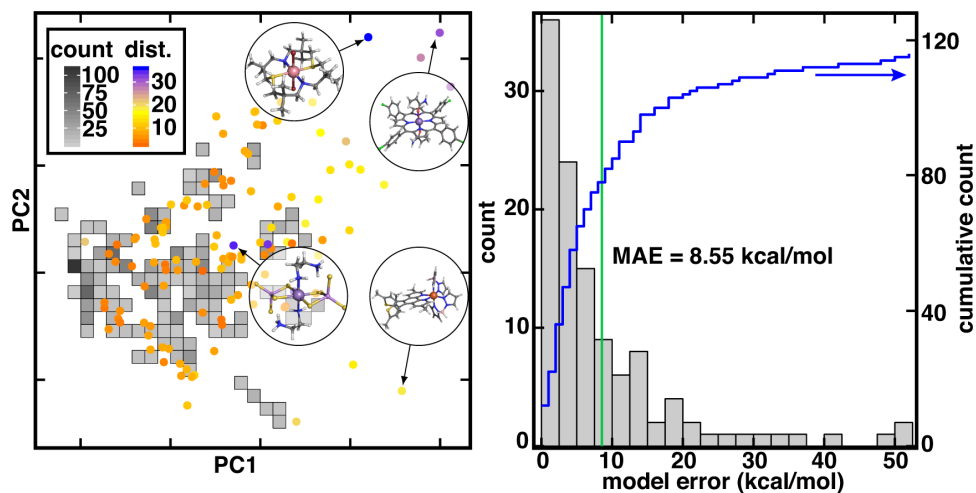 count dist.
100
75
50
25
30
20
10
PC2
PC1
30
20
10
0
count
MAE = 8.55 kcal/mol
120
80
40
0
cumulative count
0 10 20 30 40 50
model error (kcal/mol)